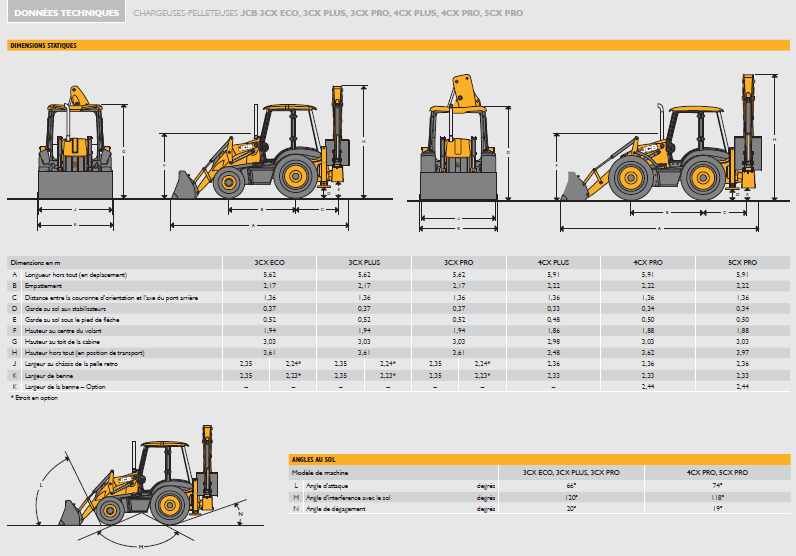 DONNÉES TECHNIQUES CHARGEUSES-PELLETEUSES JCB 3CX ECO, 3CX PLUS, 3CX PRO, 4CX PLUS, 4CX PRO, 5CX PRO
DIMENSIONS STATIQUES
G
J
K
F
JCB
H
D
E
B
C
A
G
J
K
F
JCB
H
D
E
B
C
A
Dimensions en m 3CX ECO 3CX PLUS 3CX PRO 4CX PLUS 4CX PRO 5CX PRO
A Longueur hors tout (en deplacement) 5,62 5,62 5,62 5,91 5,91 5,91
B Empattement 2,17 2,17 2,17 2,22 2,22 2,22
C Distance entre la couronne d'orientation et l'axe du pont arrière 1,36 1,36 1,36 1,36 1,36 1,36
D Garde au sol aux stabilisateurs 0,37 0,37 0,37 0,33 0,34 0,34
E Garde au sol sous le pied de flèche 0,52 0,52 0,52 0,48 0,50 0,50
F Hauteur au centre du volant 1,94 1,94 1,94 1,86 1,88 1,88
G Hauteur au toit de la cabine 3,03 3,03 3,03 2,98 3,03 3,03
H Hauteur hors tout (en position de transport) 3,61 3,61 3,61 3,48 3,62 3,97
J Largeur au châssis de la pelle retro 2,35 2,24* 2,35 2,24* 2,35 2,24* 2,36 2,36 2,36
K Largeur de benne 2,35 2,23* 2,35 2,23* 2,35 2,23* 2,33 2,33 2,33
K Largeur de la benne – Option – – – – – – – 2,44 2,44
* Etroit en option
L
JCB
N
M
ANGLES AU SOL
Modèle de machine 3CX ECO, 3CX PLUS, 3CX PRO 4CX PRO, 5CX PRO
L Angle d'attaque degrés 66° 74°
M Angle d'interférence avec le sol degrés 120° 118°
N Angle de dégagement degrés 20° 19°